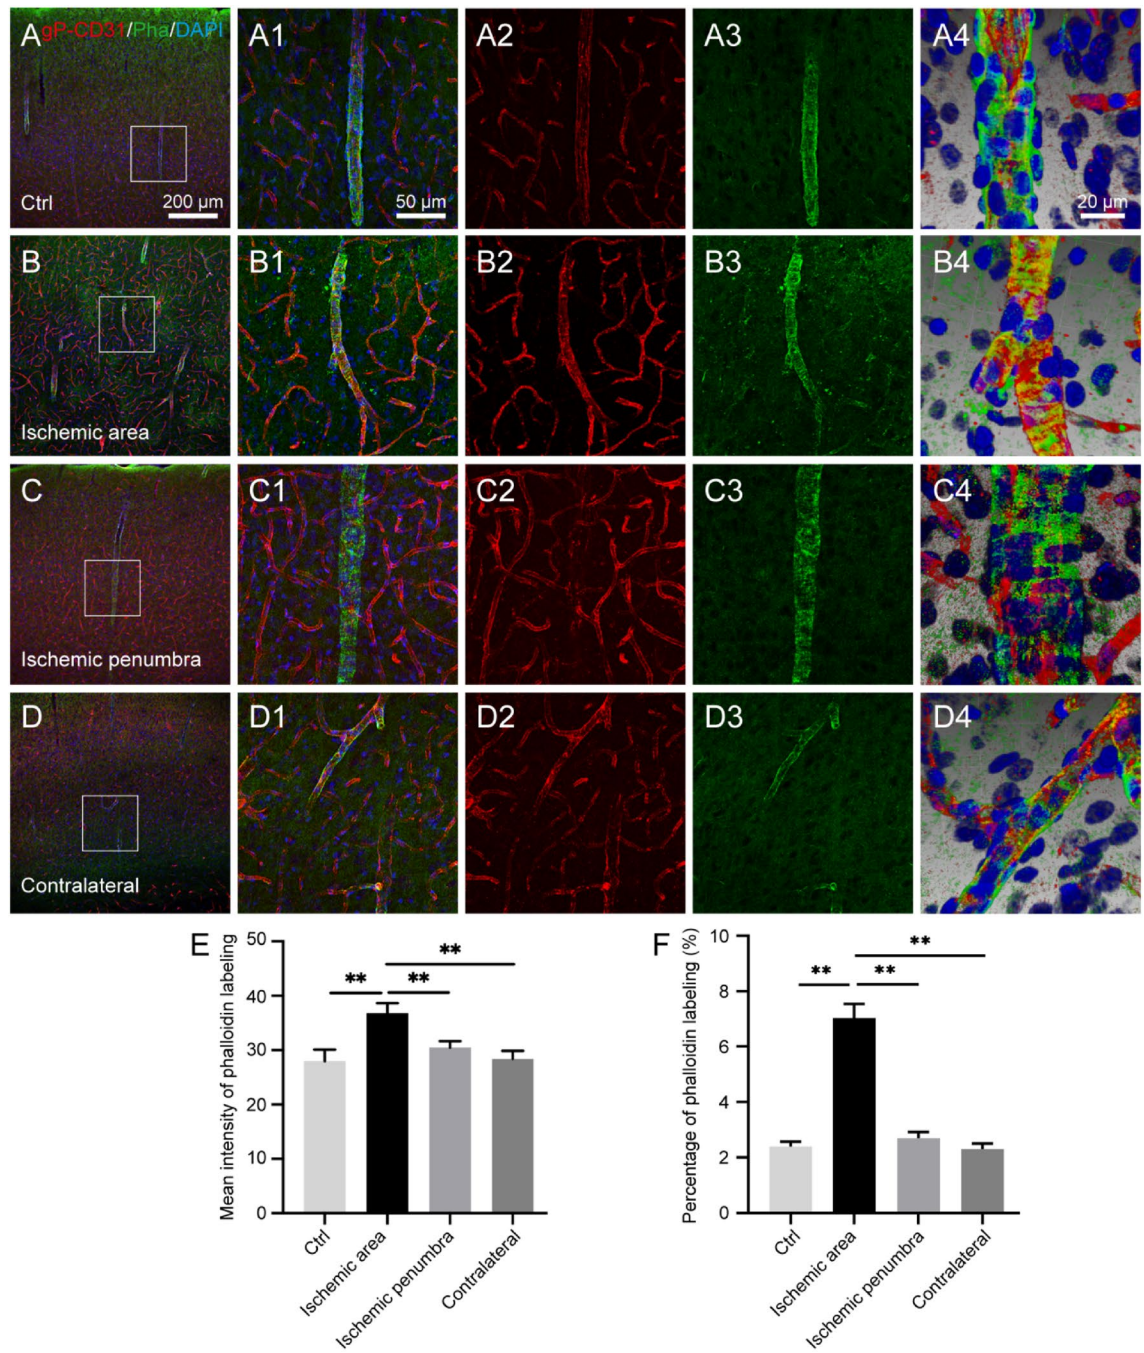 A gP-CD31/Pha/DAPI
Ctrl
200 µm
A1
50 µm
A2
A3
A4
20 µm
B
Ischemic area
B1
B2
B3
B4
C
Ischemic penumbra
C1
C2
C3
C4
D
Contralateral
D1
D2
D3
D4
E
Mean intensity of phalloidin labeling
50
40
30
20
10
0
**
**
**
Ctrl
Ischemic area
Ischemic penumbra
Contralateral
F
Percentage of phalloidin labeling (%)
10
8
6
4
2
0
**
**
**
Ctrl
Ischemic area
Ischemic penumbra
Contralateral